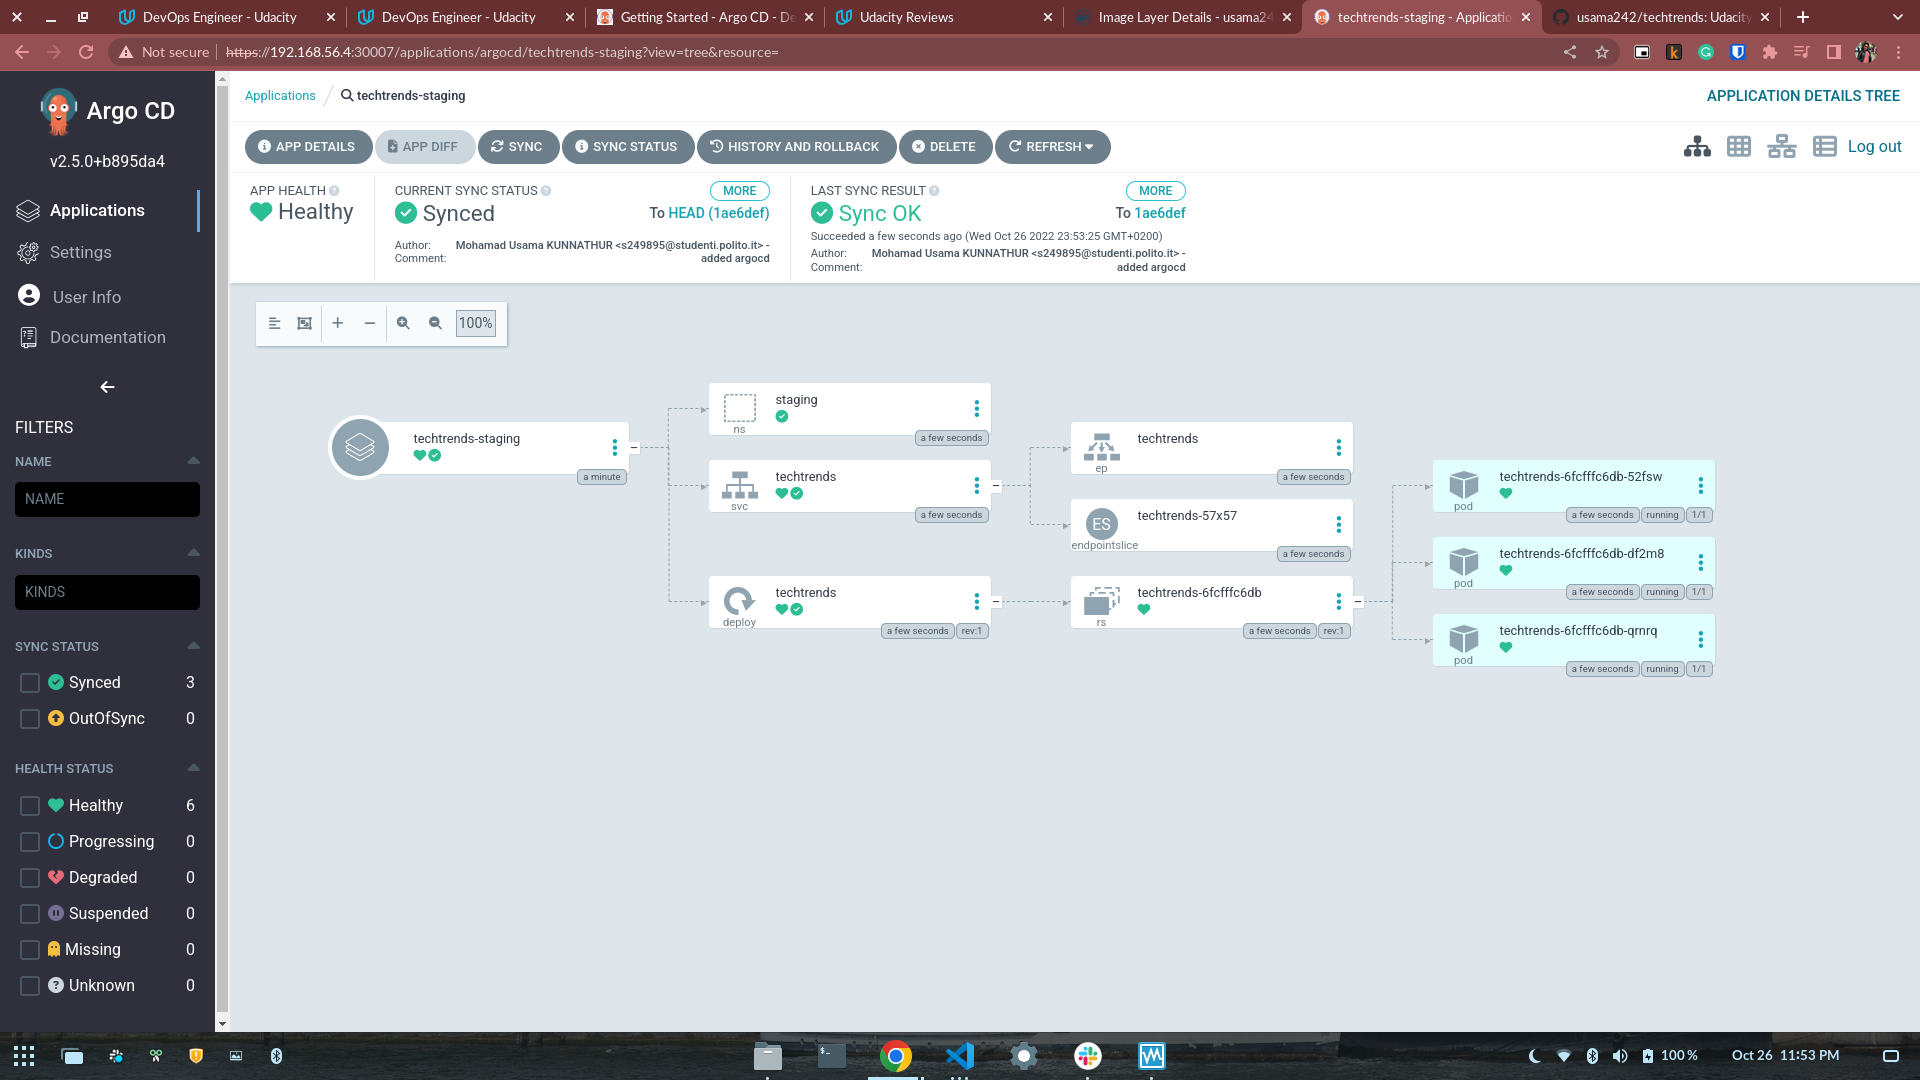 DevOps Engineer - Udacity
DevOps Engineer - Udacity
Getting Started - Argo CD - De
Udacity Reviews
Image Layer Details - usama24
techtrends-staging - Applicatio
usama242/techtrends: Udacity
Not secure
https://192.168.56.4:30007/applications/argocd/techtrends-staging?view=tree&resource=
Argo CD
v2.5.0+b895da4
Applications
Settings
User Info
Documentation
FILTERS
NAME
NAME
KINDS
KINDS
SYNC STATUS
Synced 3
OutOfSync 0
HEALTH STATUS
Healthy 6
Progressing 0
Degraded 0
Suspended 0
Missing 0
Unknown 0
Applications / techtrends-staging
APPLICATION DETAILS TREE
APP DETAILS
APP DIFF
SYNC
SYNC STATUS
HISTORY AND ROLLBACK
DELETE
REFRESH
Log out
APP HEALTH
Healthy
CURRENT SYNC STATUS
MORE
Synced
To HEAD (1ae6def)
Author: Mohamad Usama KUNNATHUR <s249895@studenti.polito.it> -
Comment: added argocd
LAST SYNC RESULT
MORE
Sync OK
To 1ae6def
Succeeded a few seconds ago (Wed Oct 26 2022 23:53:25 GMT+0200)
Author: Mohamad Usama KUNNATHUR <s249895@studenti.polito.it> -
Comment: added argocd
100%
techtrends-staging
a minute
staging
ns
a few seconds
techtrends
svc
a few seconds
techtrends
deploy
a few seconds rev:1
techtrends
ep
a few seconds
ES
techtrends-57x57
endpointslice
a few seconds
techtrends-6fcfffc6db
rs
a few seconds rev:1
techtrends-6fcfffc6db-52fsw
pod
a few seconds running 1/1
techtrends-6fcfffc6db-df2m8
pod
a few seconds running 1/1
techtrends-6fcfffc6db-qrnrq
pod
a few seconds running 1/1
100 %
Oct 26 11:53 PM